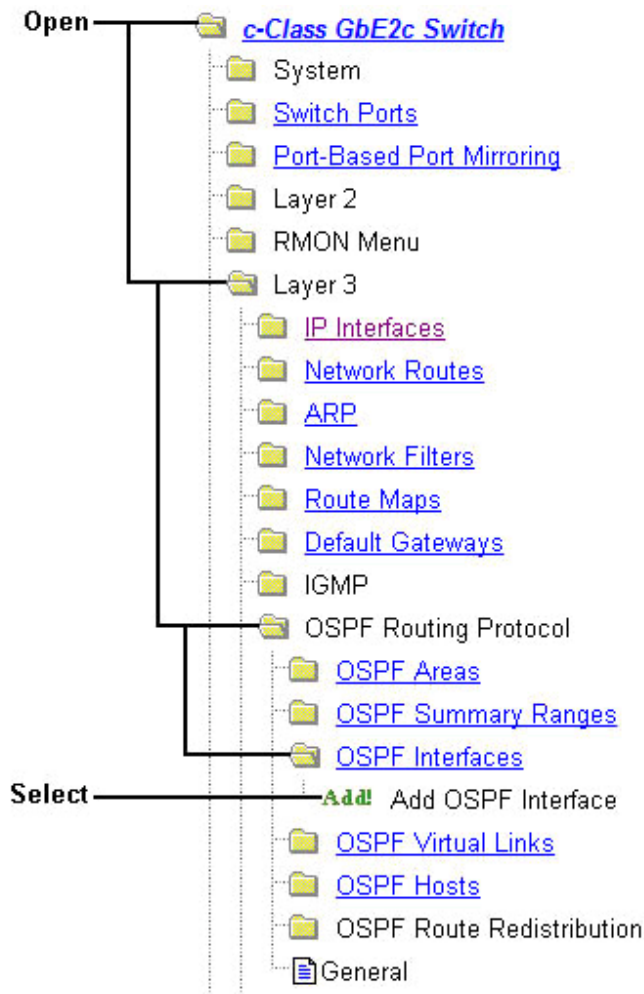 Open c-Class GbE2c Switch
System
Switch Ports
Port-Based Port Mirroring
Layer 2
RMON Menu
Layer 3
IP Interfaces
Network Routes
ARP
Network Filters
Route Maps
Default Gateways
IGMP
OSPF Routing Protocol
OSPF Areas
OSPF Summary Ranges
OSPF Interfaces
Select Add! Add OSPF Interface
OSPF Virtual Links
OSPF Hosts
OSPF Route Redistribution
General